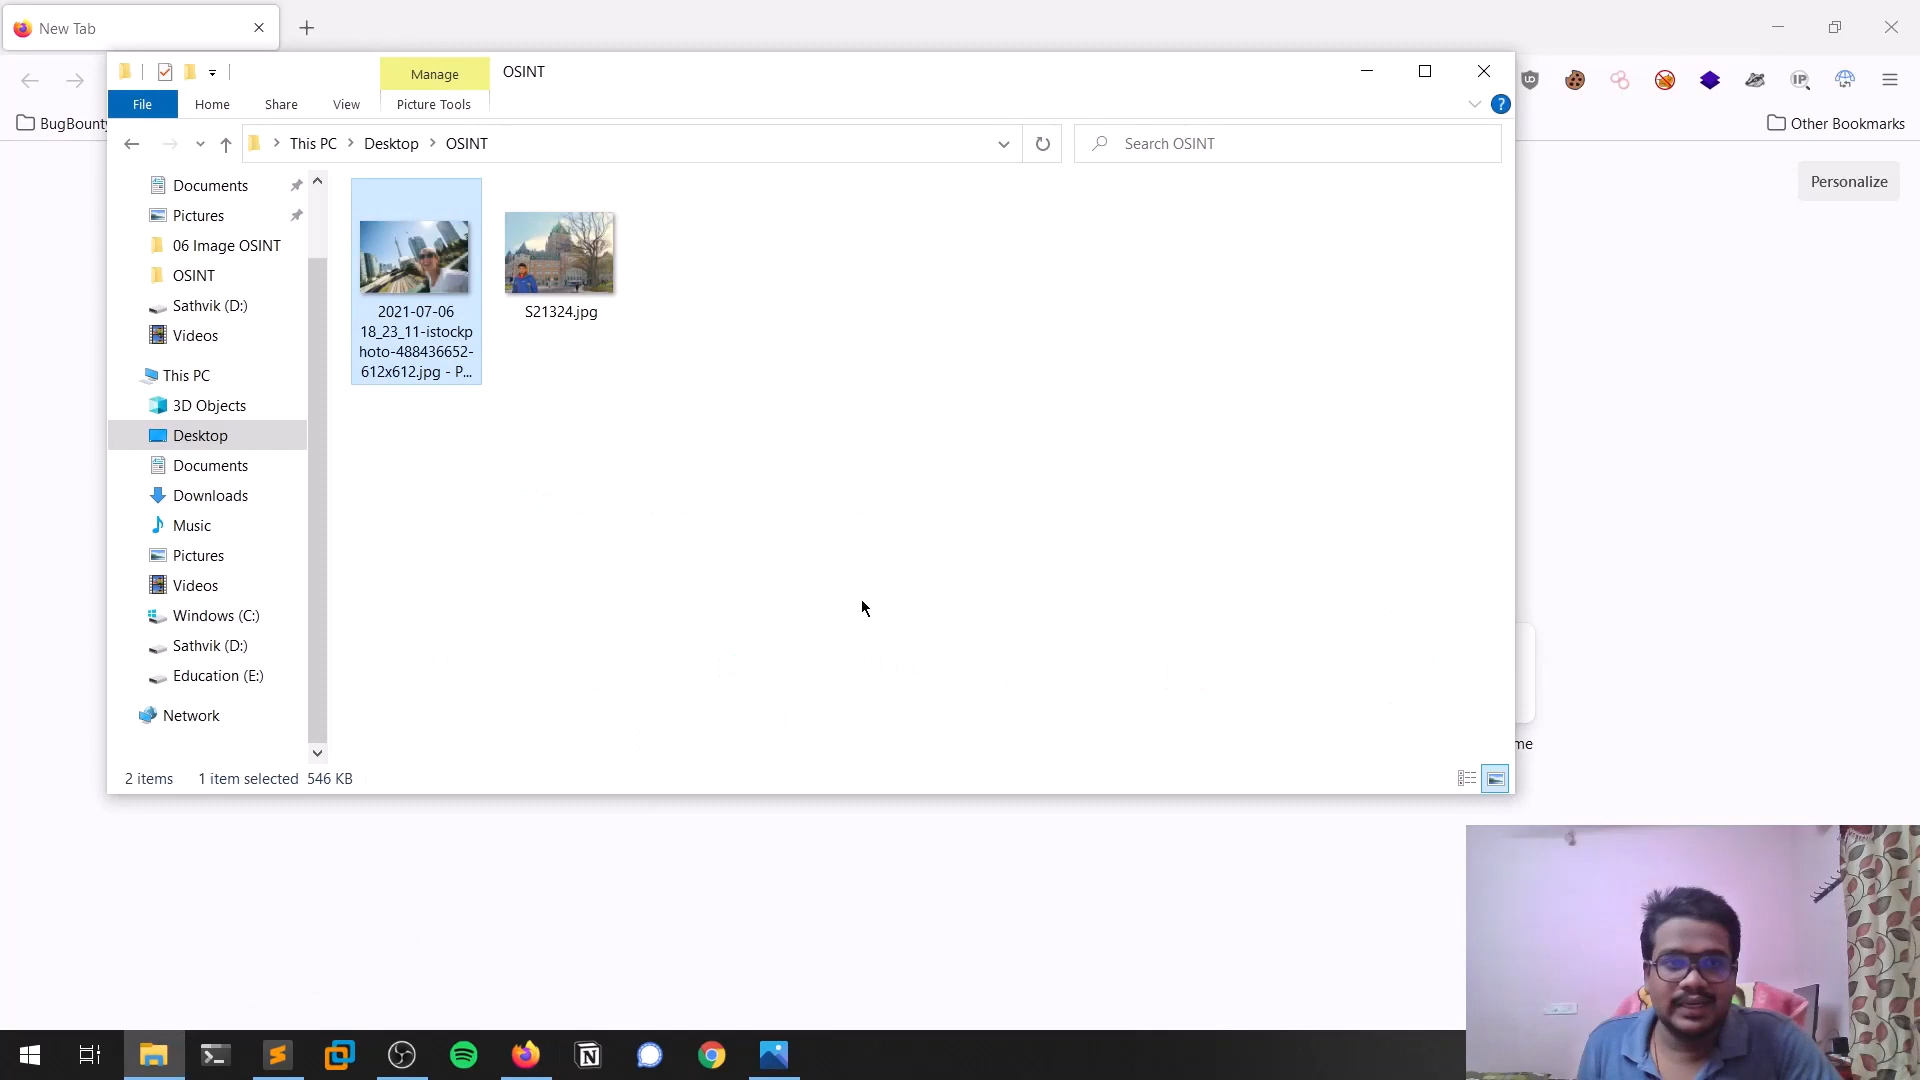 New Tab
Manage
OSINT
File
Home
Share
View
Picture Tools
?
BugBount
Other Bookmarks
This PC
Desktop
OSINT
Search OSINT
Personalize
Documents
Pictures
06 Image OSINT
OSINT
Sathvik (D:)
Videos
This PC
3D Objects
Desktop
Documents
Downloads
Music
Pictures
Videos
Windows (C:)
Sathvik (D:)
Education (E:)
Network
2021-07-06
18_23_11-istockp
hoto-488436652-
612x612.jpg - P...
S21324.jpg
me
2 items
1 item selected 546 KB
IP